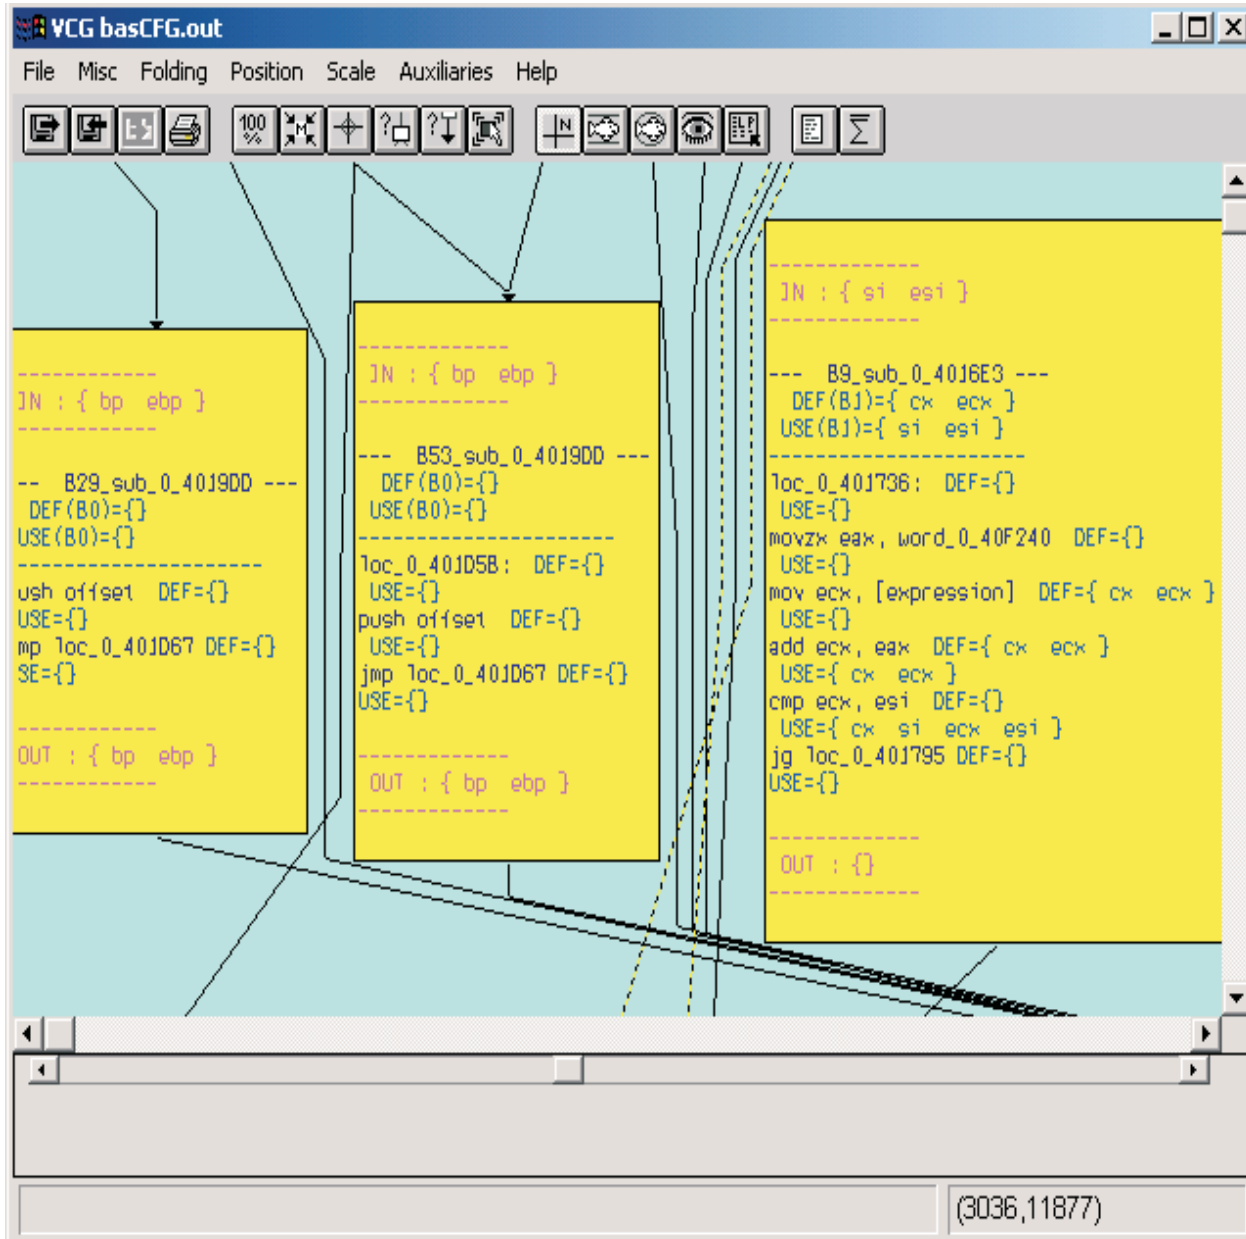 VCG basCFG.out
File Misc Folding Position Scale Auxiliaries Help
100 %
M
?
?
N
P
Σ
------------
IN : { bp ebp }
------------
-- B29_sub_0_4019DD ---
DEF(B0)={}
USE(B0)={}
---------------------
ush offset DEF={}
USE={}
mp loc_0_401D67 DEF={}
SE={}
------------
OUT : { bp ebp }
------------
-------------
IN : { bp ebp }
-------------
--- B53_sub_0_4019DD ---
DEF(B0)={}
USE(B0)={}
----------------------
loc_0_401D5B: DEF={}
USE={}
push offset DEF={}
USE={}
jmp loc_0_401D67 DEF={}
USE={}
-------------
OUT : { bp ebp }
-------------
-------------
IN : { si esi }
-------------
--- B9_sub_0_4016E3 ---
DEF(B1)={ cx ecx }
USE(B1)={ si esi }
----------------------
loc_0_401736: DEF={}
USE={}
movzx eax, word_0_40F240 DEF={}
USE={}
mov ecx, [expression] DEF={ cx ecx }
USE={}
add ecx, eax DEF={ cx ecx }
USE={ cx ecx }
cmp ecx, esi DEF={}
USE={ cx si ecx esi }
jg loc_0_401795 DEF={}
USE={}
-------------
OUT : {}
-------------
(3036,11877)